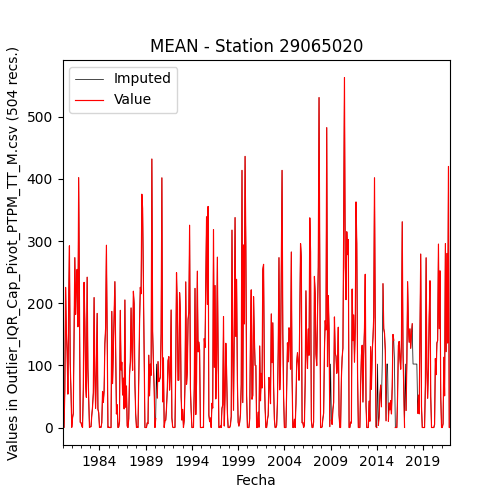 MEAN - Station 29065020
Imputed
Value
Values in Outlier_IQR_Cap_Pivot_PTPM_TT_M.csv (504 recs.)
500
400
300
200
100
0
1984 1989 1994 1999 2004 2009 2014 2019
Fecha